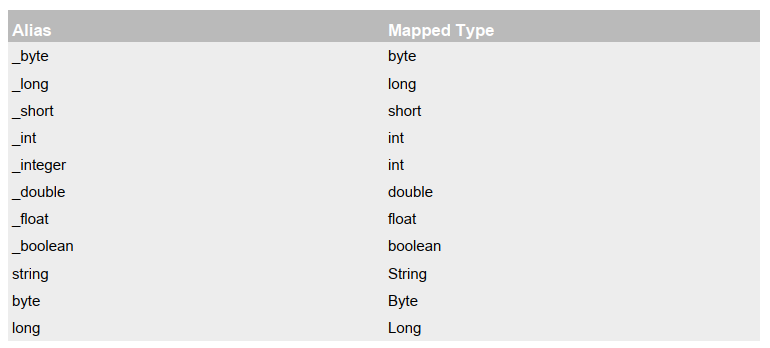 Alias Mapped Type
_byte byte
_long long
_short short
_int int
_integer int
_double double
_float float
_boolean boolean
string String
byte Byte
long Long